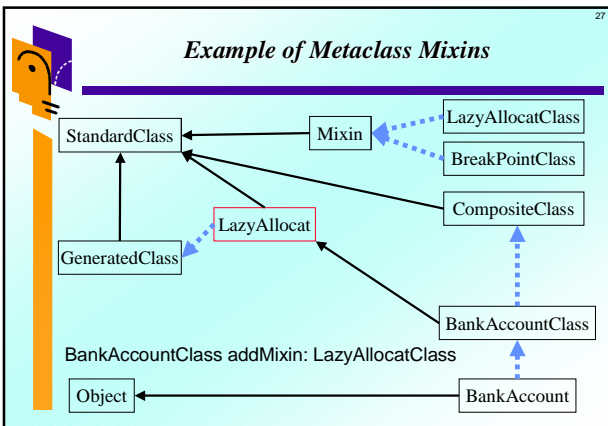 27
Example of Metaclass Mixins
LazyAllocatClass
StandardClass
Mixin
BreakPointClass
CompositeClass
LazyAllocat
GeneratedClass
BankAccountClass
BankAccountClass addMixin: LazyAllocatClass
Object
BankAccount